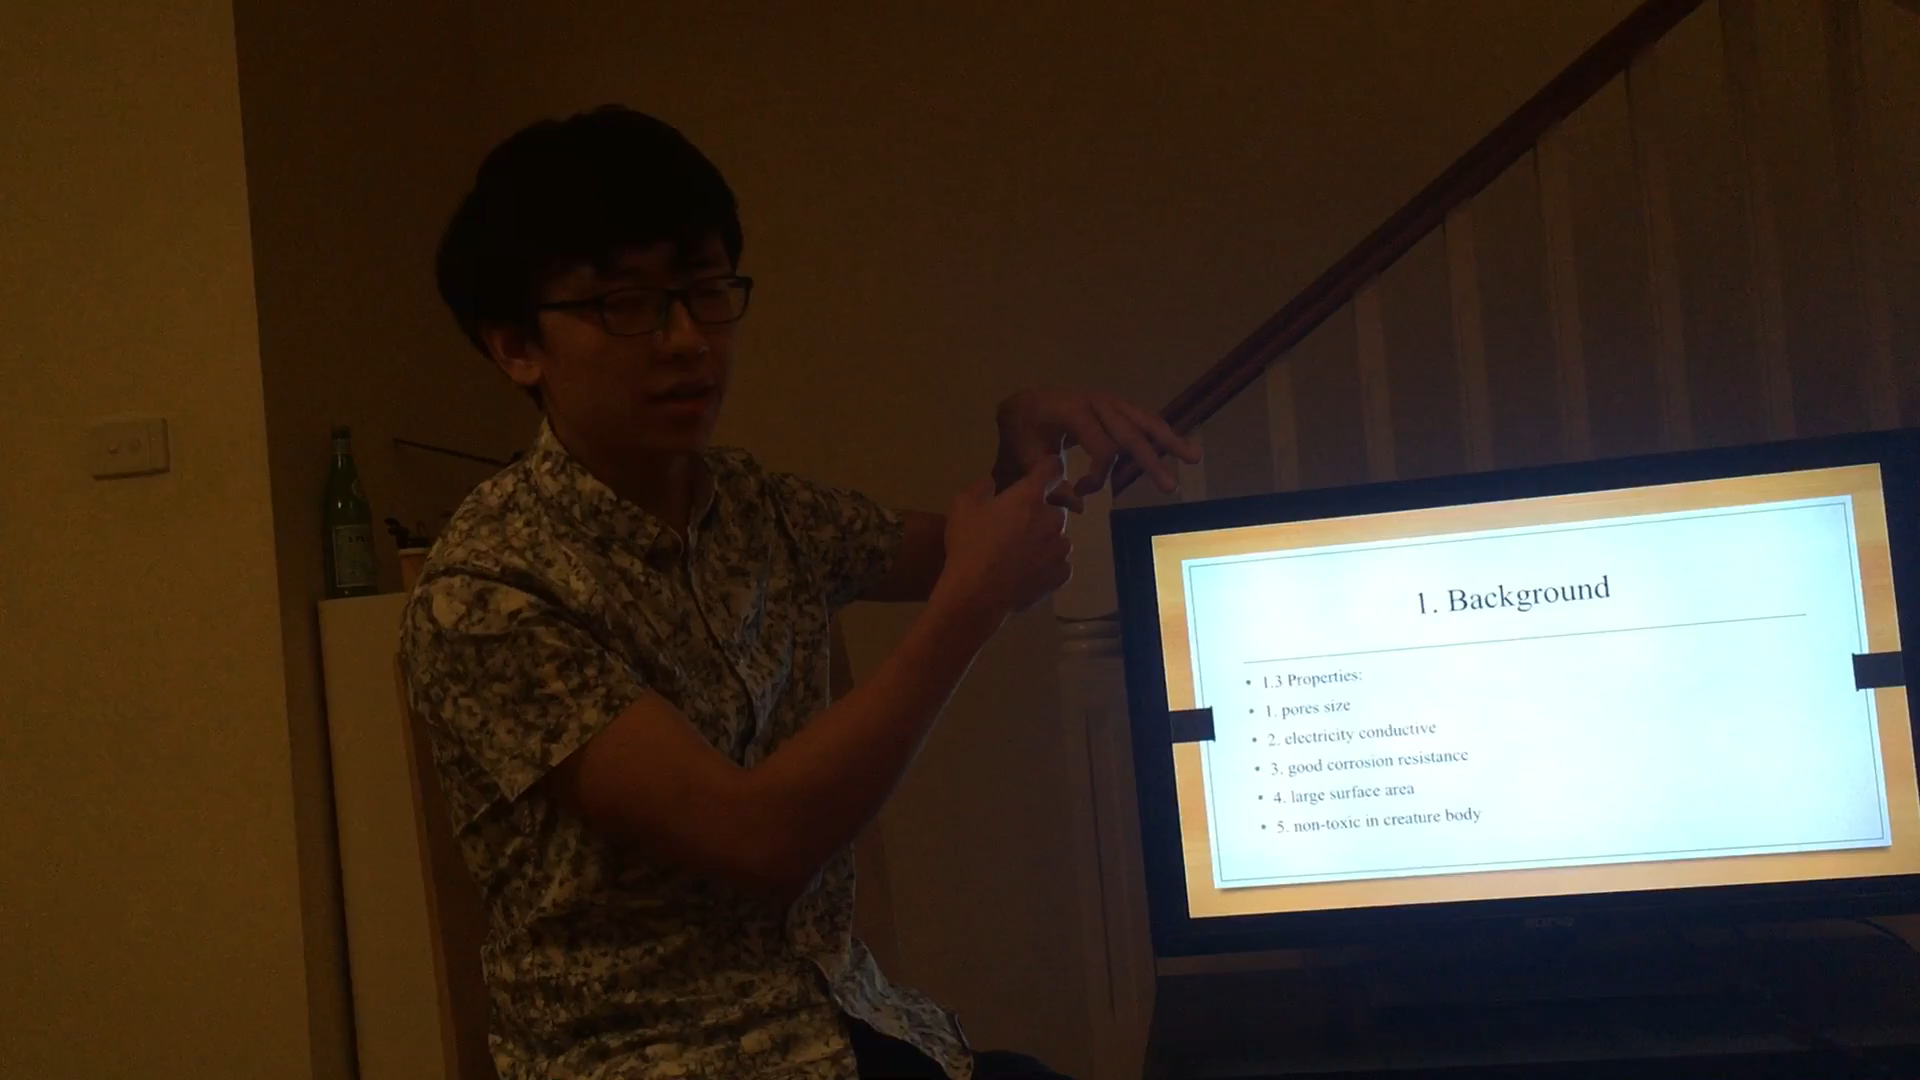 1. Background
• 1.3 Properties:
• 1. pores size
• 2. electricity conductive
• 3. good corrosion resistance
• 4. large surface area
• 5. non-toxic in creature body